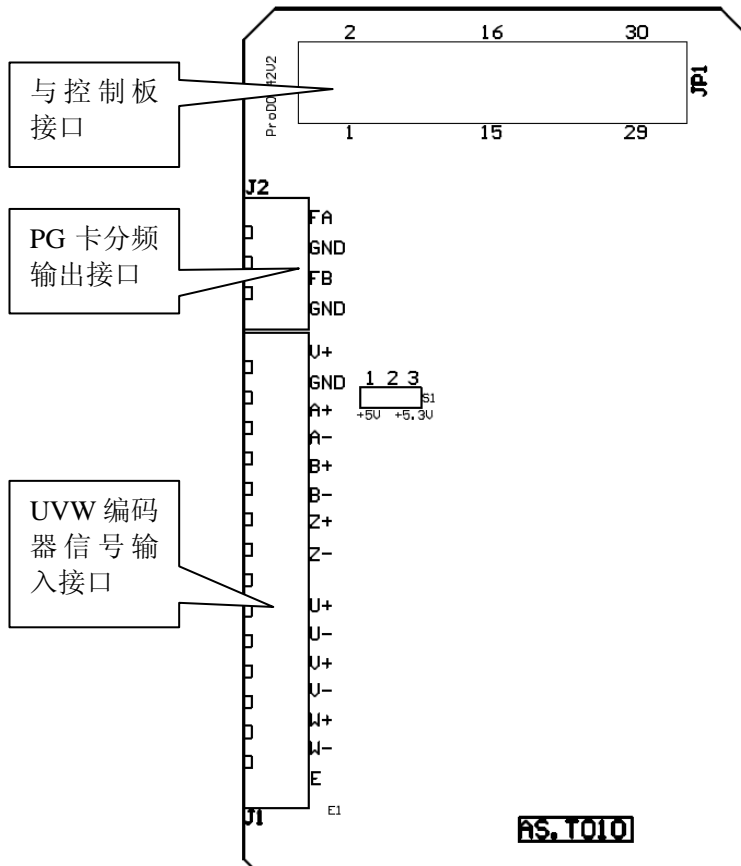 2 16 30
与控制板
接口
ProD
42V2
JP1
1 15 29
J2
PG 卡分频
输出接口
FA
GND
FB
GND
V+
GND
A+
A-
B+
B-
Z+
Z-
U+
U-
V+
V-
W+
W-
E
1 2 3
S1
+5V +5.3V
UVW 编码
器信号输
入接口
J1
E1
AS.T010